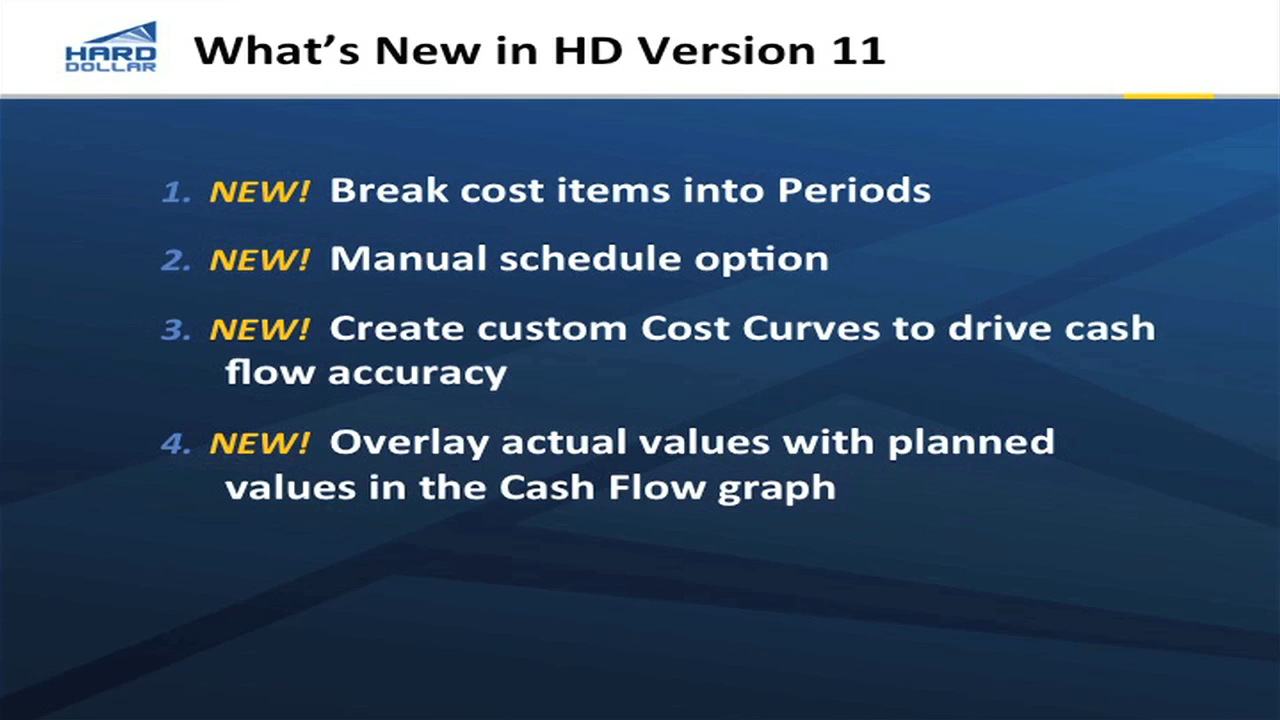 HARD
DOLLAR
What's New in HD Version 11
1. NEW! Break cost items into Periods
2. NEW! Manual schedule option
3. NEW! Create custom Cost Curves to drive cash
flow accuracy
4. NEW! Overlay actual values with planned
values in the Cash Flow graph